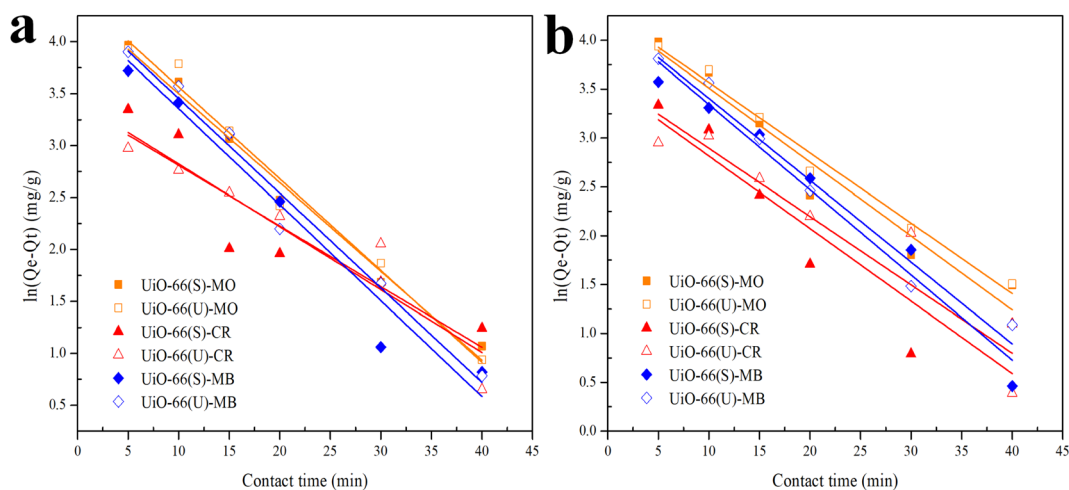 a
4.0
3.5
3.0
2.5
2.0
1.5
1.0
0.5
ln(Qe-Qt) (mg/g)
UiO-66(S)-MO
UiO-66(U)-MO
UiO-66(S)-CR
UiO-66(U)-CR
UiO-66(S)-MB
UiO-66(U)-MB
0 5 10 15 20 25 30 35 40 45
Contact time (min)
b
4.0
3.5
3.0
2.5
2.0
1.5
1.0
0.5
0.0
ln(Qe-Qt) (mg/g)
UiO-66(S)-MO
UiO-66(U)-MO
UiO-66(S)-CR
UiO-66(U)-CR
UiO-66(S)-MB
UiO-66(U)-MB
0 5 10 15 20 25 30 35 40 45
Contact time (min)